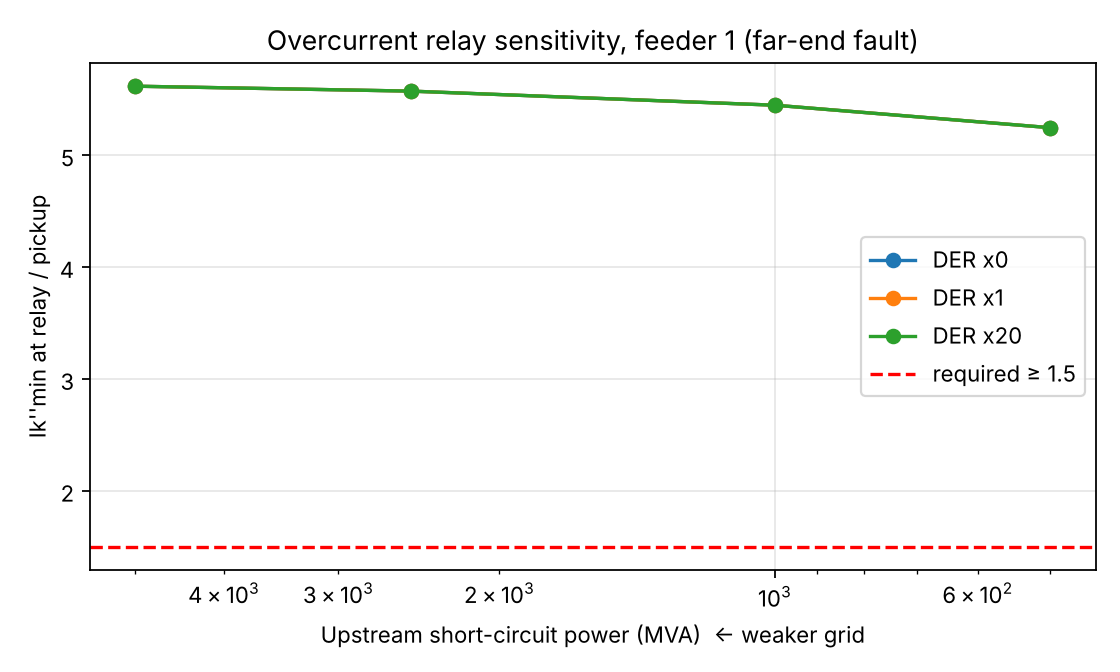 Overcurrent relay sensitivity, feeder 1 (far-end fault)
Ik''min at relay / pickup
5
4
3
2
DER x0
DER x1
DER x20
required ≥ 1.5
4 × 10³
3 × 10³
2 × 10³
10³
6 × 10²
Upstream short-circuit power (MVA) ← weaker grid